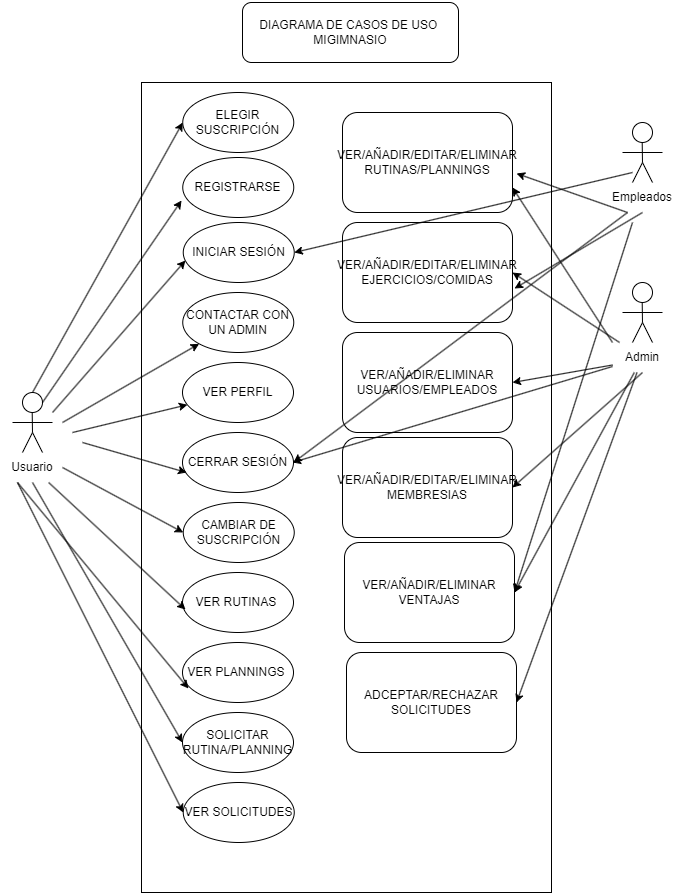 DIAGRAMA DE CASOS DE USO
MIGIMNASIO
ELEGIR
SUSCRIPCIÓN
REGISTRARSE
INICIAR SESIÓN
CONTACTAR CON
UN ADMIN
VER PERFIL
CERRAR SESIÓN
CAMBIAR DE
SUSCRIPCIÓN
VER RUTINAS
VER PLANNINGS
SOLICITAR
RUTINA/PLANNING
VER SOLICITUDES
VER/AÑADIR/EDITAR/ELIMINAR
RUTINAS/PLANNINGS
VER/AÑADIR/EDITAR/ELIMINAR
EJERCICIOS/COMIDAS
VER/AÑADIR/ELIMINAR
USUARIOS/EMPLEADOS
VER/AÑADIR/EDITAR/ELIMINAR
MEMBRESIAS
VER/AÑADIR/ELIMINAR
VENTAJAS
ADCEPTAR/RECHAZAR
SOLICITUDES
Usuario
Empleados
Admin